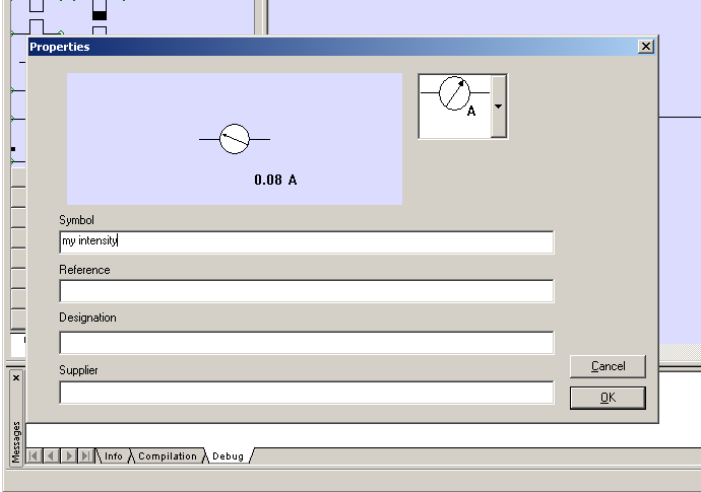 Properties
A
0.08 A
Symbol
my intensity
Reference
Designation
Supplier
Cancel
OK
Messages
Info Compilation Debug